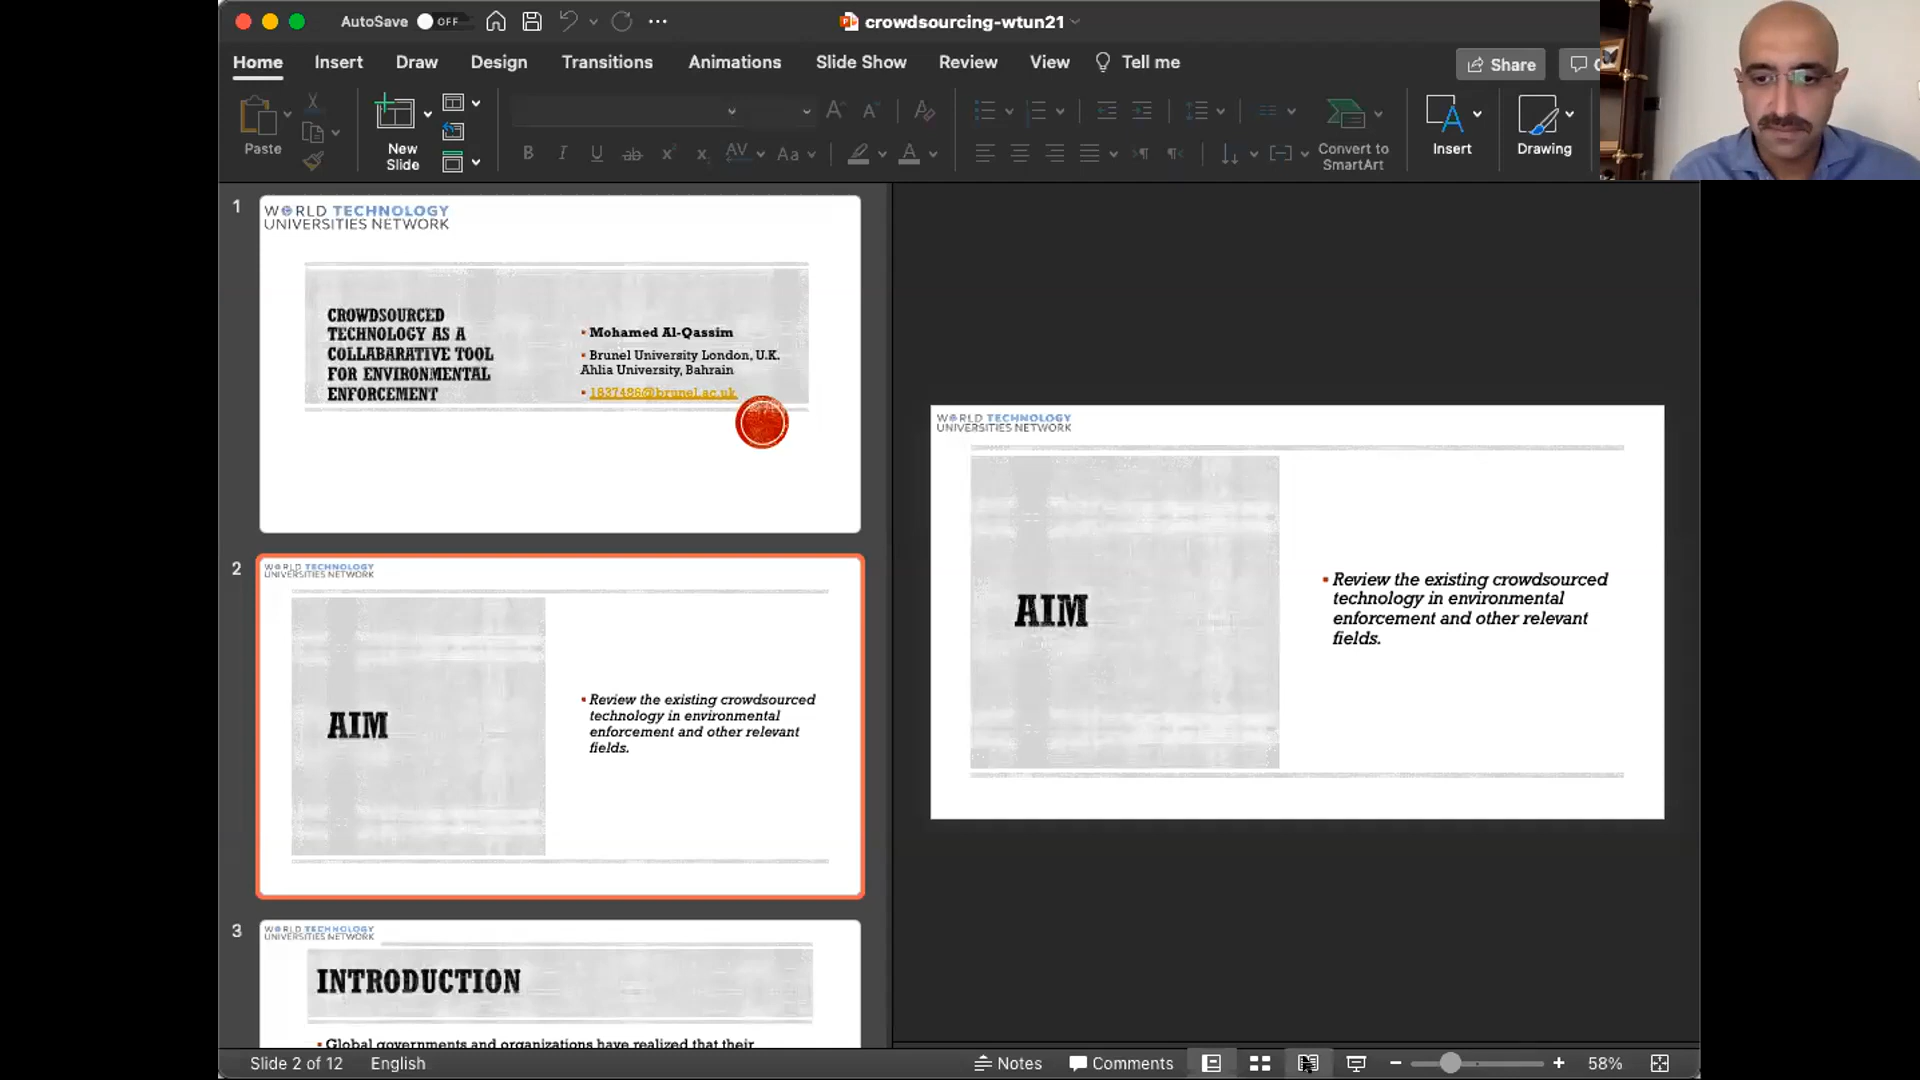 AutoSave OFF
crowdsourcing-wtun21
Home Insert Draw Design Transitions Animations Slide Show Review View Tell me
Share
Paste
New
Slide
Convert to
SmartArt
Insert
Drawing
1
WORLD TECHNOLOGY
UNIVERSITIES NETWORK
CROWDSOURCED
TECHNOLOGY AS A
COLLABARATIVE TOOL
FOR ENVIRONMENTAL
ENFORCEMENT
Mohamed Al-Qassim
Brunel University London, U.K.
Ahlia University, Bahrain
1837486@brunel.ac.uk
2
WORLD TECHNOLOGY
UNIVERSITIES NETWORK
AIM
Review the existing crowdsourced
technology in environmental
enforcement and other relevant
fields.
3
WORLD TECHNOLOGY
UNIVERSITIES NETWORK
INTRODUCTION
Global governments and organizations have realized that their
WORLD TECHNOLOGY
UNIVERSITIES NETWORK
AIM
Review the existing crowdsourced
technology in environmental
enforcement and other relevant
fields.
Slide 2 of 12 English Notes Comments 58%